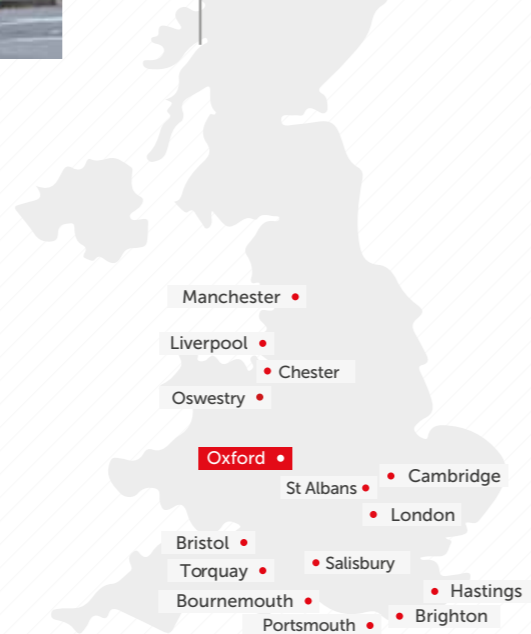 Manchester
Liverpool
Chester
Oswestry
Oxford
Cambridge
St Albans
London
Bristol
Salisbury
Torquay
Hastings
Bournemouth
Brighton
Portsmouth